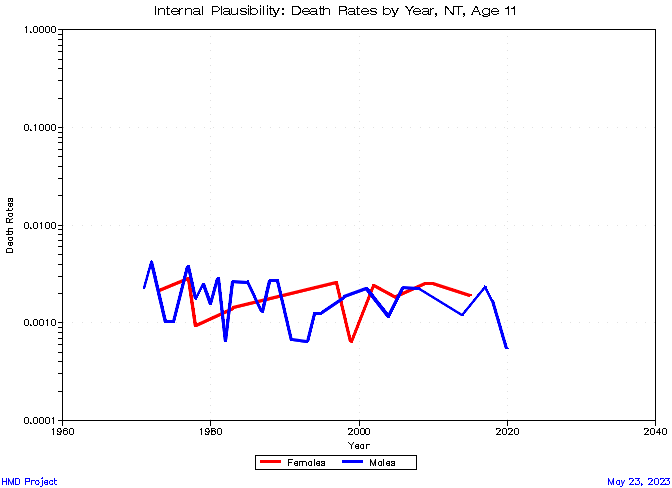 Internal Plausibility: Death Rates by Year, NT, Age 11
1.0000
0.1000
0.0100
0.0010
0.0001
Death Rates
1960
1980
2000
2020
2040
Year
Females
Males
HMD Project
May 23, 2023